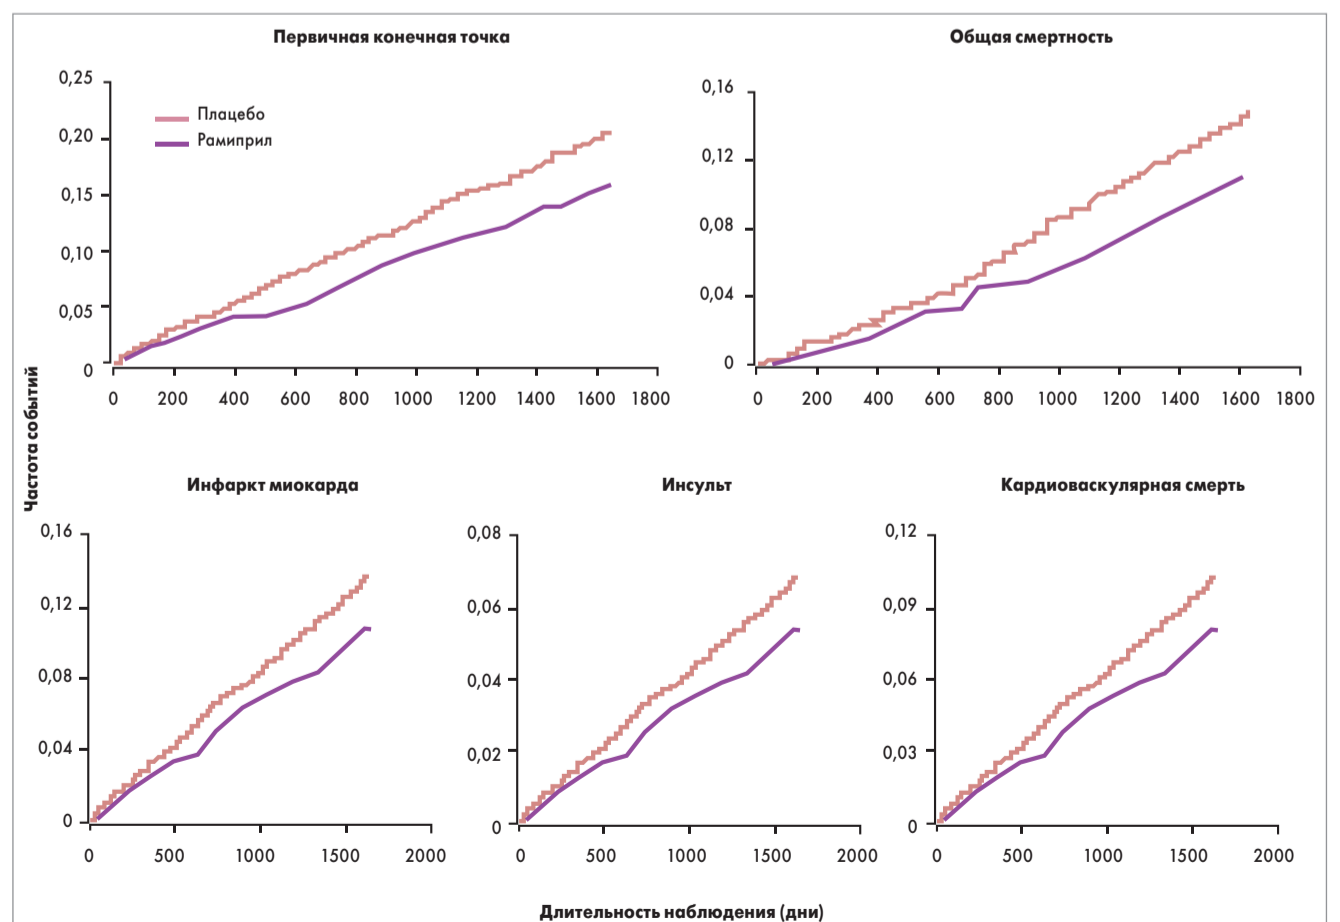 Первичная конечная точка
0,25
0,20
0,15
0,10
0,05
0
Плацебо
Рамиприл
0 200 400 600 800 1000 1200 1400 1600 1800
Общая смертность
0,16
0,12
0,08
0,04
0
0 200 400 600 800 1000 1200 1400 1600 1800
Частота событий
Инфаркт миокарда
0,16
0,12
0,08
0,04
0
0 500 1000 1500 2000
Инсульт
0,08
0,06
0,04
0,02
0
0 500 1000 1500 2000
Кардиоваскулярная смерть
0,12
0,09
0,06
0,03
0
0 500 1000 1500 2000
Длительность наблюдения (дни)